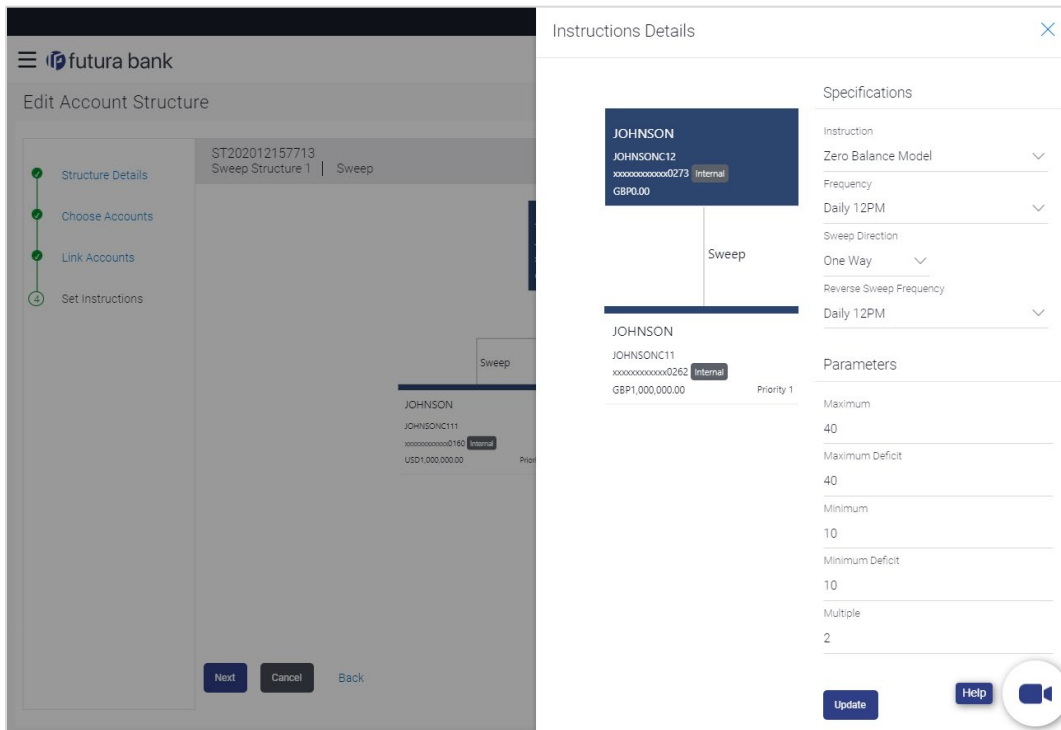 Instructions Details
futura bank
Edit Account Structure
Structure Details
Choose Accounts
Link Accounts
4 Set Instructions
ST202012157713
Sweep Structure 1 | Sweep
Sweep
JOHNSON
JOHNSONC111
xxxxxxxxxxxx0160 Internal
USD1,000,000.00
Next Cancel Back
JOHNSON
JOHNSONC12
xxxxxxxxxxxx0273 Internal
GBP0.00
Sweep
JOHNSON
JOHNSONC11
xxxxxxxxxxxx0262 Internal
GBP1,000,000.00 Priority 1
Specifications
Instruction
Zero Balance Model
Frequency
Daily 12PM
Sweep Direction
One Way
Reverse Sweep Frequency
Daily 12PM
Parameters
Maximum
40
Maximum Deficit
40
Minimum
10
Minimum Deficit
10
Multiple
2
Update
Help